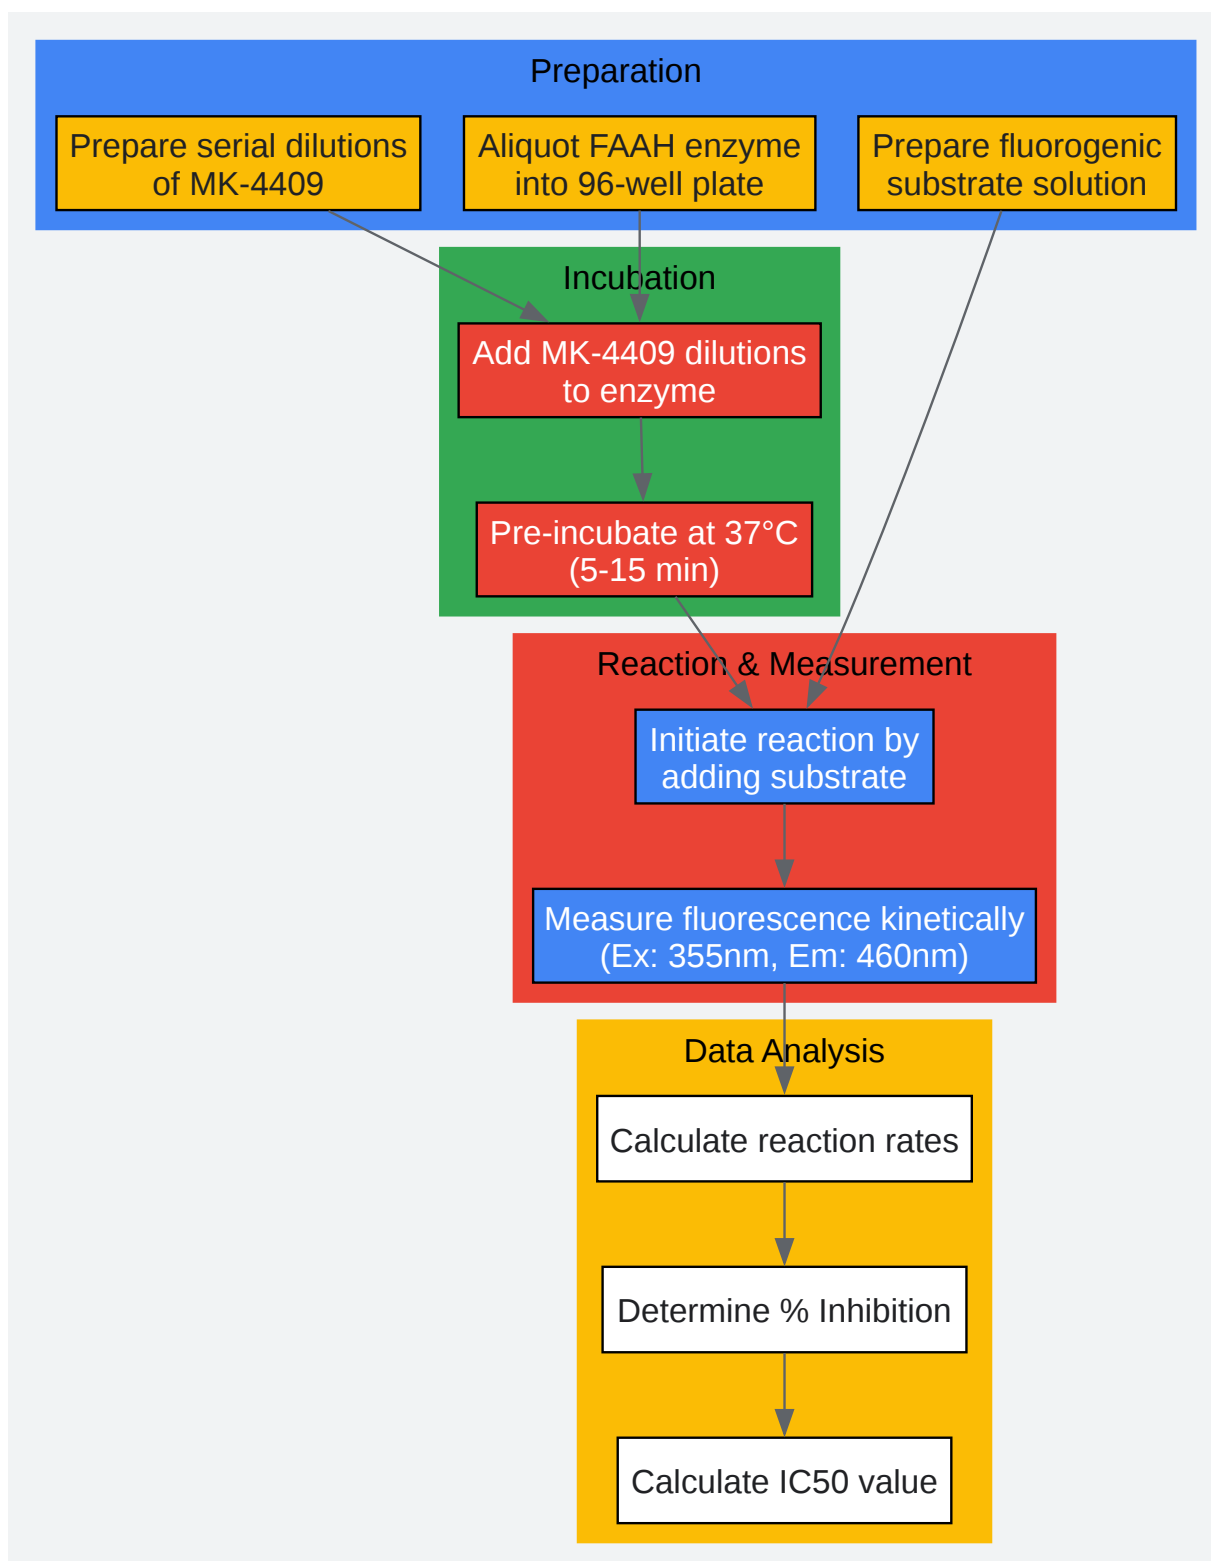 Preparation
Prepare serial dilutions
of MK-4409
Aliquot FAAH enzyme
into 96-well plate
Prepare fluorogenic
substrate solution
Incubation
Add MK-4409 dilutions
to enzyme
Pre-incubate at 37°C
(5-15 min)
Reaction & Measurement
Initiate reaction by
adding substrate
Measure fluorescence kinetically
(Ex: 355nm, Em: 460nm)
Data Analysis
Calculate reaction rates
Determine % Inhibition
Calculate IC50 value